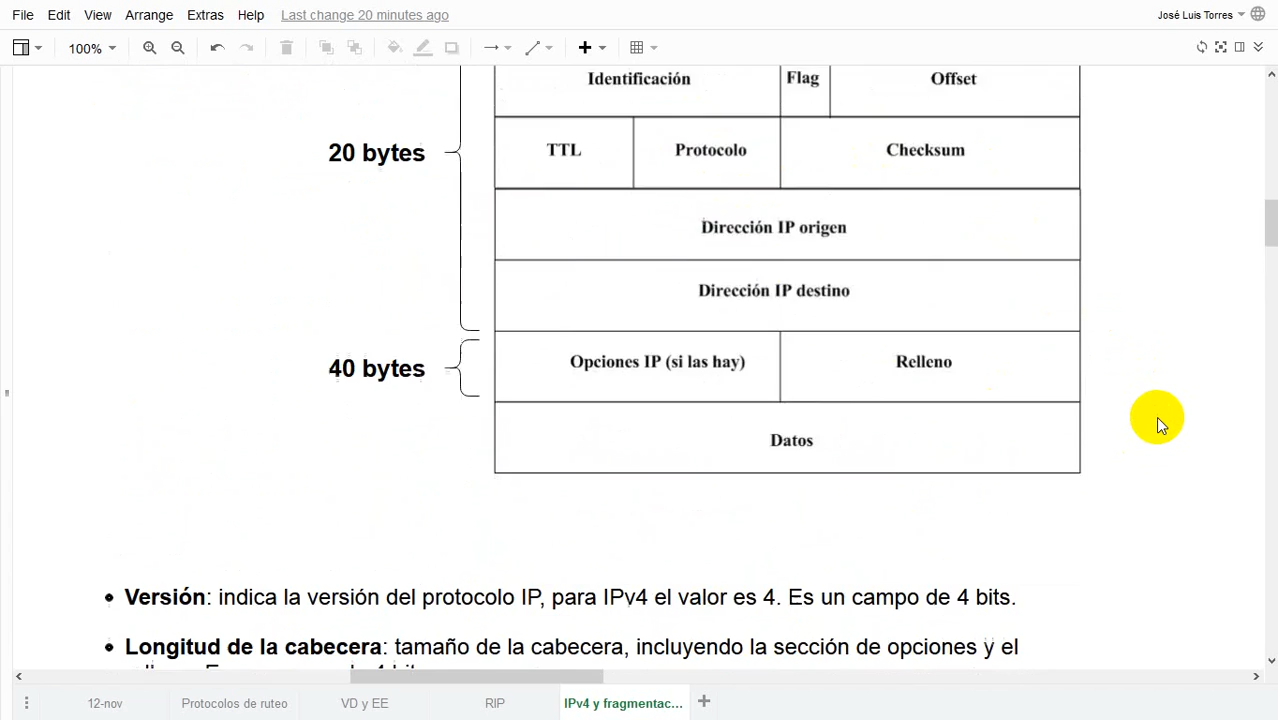 File Edit View Arrange Extras Help Last change 20 minutes ago José Luis Torres
100%
Identificación Flag Offset
20 bytes TTL Protocolo Checksum
Dirección IP origen
Dirección IP destino
40 bytes Opciones IP (si las hay) Relleno
Datos
• Versión: indica la versión del protocolo IP, para IPv4 el valor es 4. Es un campo de 4 bits.
• Longitud de la cabecera: tamaño de la cabecera, incluyendo la sección de opciones y el
12-nov Protocolos de ruteo VD y EE RIP IPv4 y fragmentac...